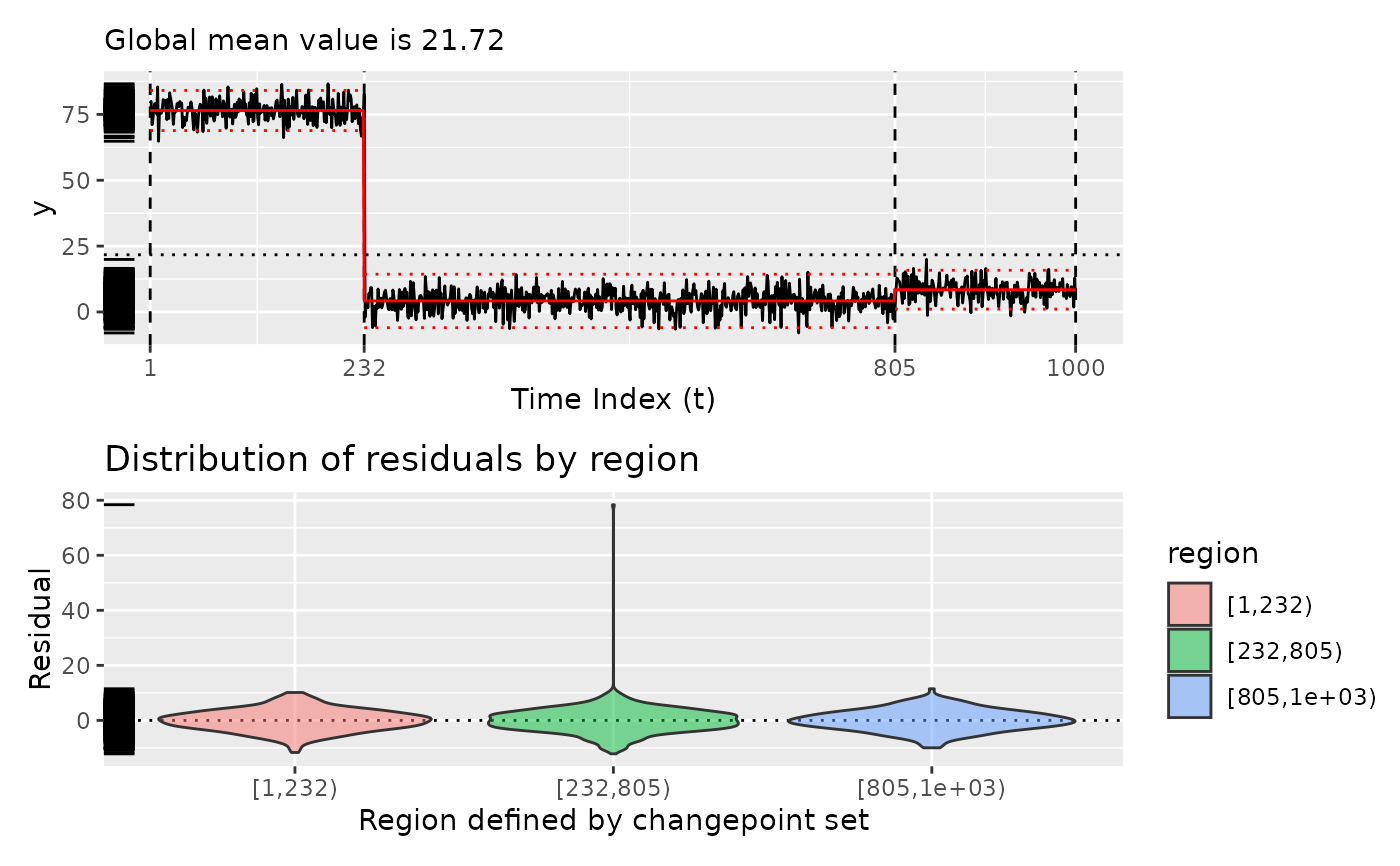 Global mean value is 21.72
75
50
25
0
y
1 232 805 1000
Time Index (t)
Distribution of residuals by region
80
60
40
20
0
Residual
[1,232) [232,805) [805,1e+03)
Region defined by changepoint set
region
[1,232)
[232,805)
[805,1e+03)